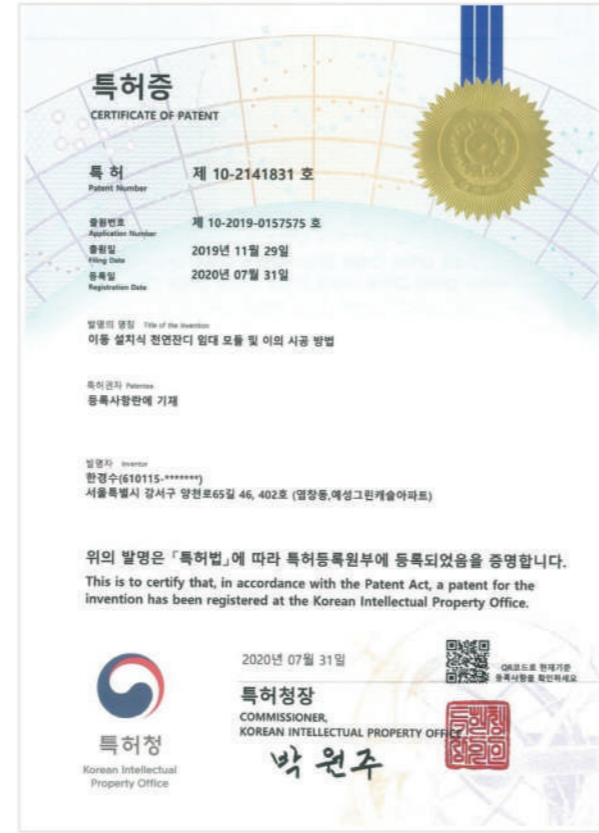 특허증
CERTIFICATE OF PATENT
특 허
Patent Number
제 10-2141831 호
출원번호
Application Number
제 10-2019-0157575 호
출원일
Filing Date
2019년 11월 29일
등록일
Registration Date
2020년 07월 31일
발명의 명칭 Title of the Invention
이동 설치식 천연잔디 임대 모듈 및 이의 시공 방법
특허권자 Patentee
등록사항란에 기재
발명자 Inventor
한경수(610115-*******)
서울특별시 강서구 양천로65길 46, 402호 (염창동,예성그린캐슬아파트)
위의 발명은 「특허법」에 따라 특허등록원부에 등록되었음을 증명합니다.
This is to certify that, in accordance with the Patent Act, a patent for the
invention has been registered at the Korean Intellectual Property Office.
2020년 07월 31일
QR코드로 현재기준
등록사항을 확인하세요
특허청장
COMMISSIONER,
KOREAN INTELLECTUAL PROPERTY OFFICE
박원주
특허청
Korean Intellectual
Property Office